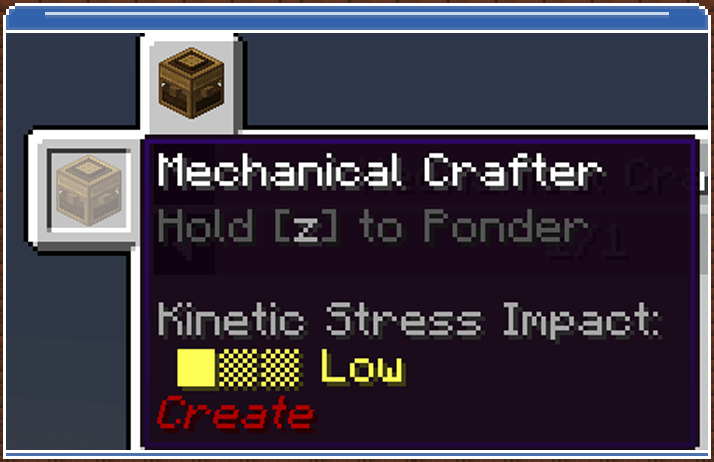 Mechanical Crafter
Hold [z] to Ponder
Kinetic Stress Impact:
Low
Create